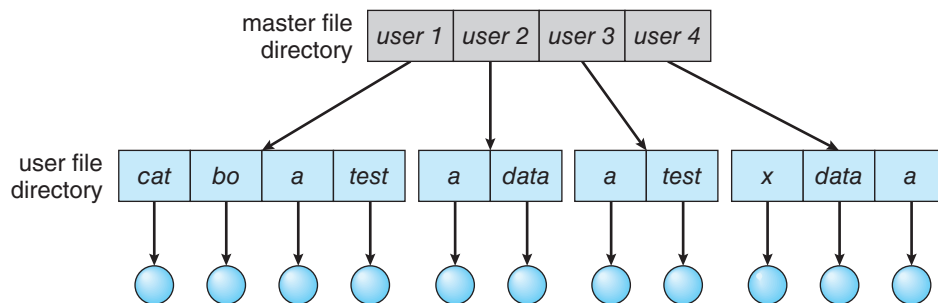 master file
directory
user 1 user 2 user 3 user 4
user file
directory
cat bo a test a data a test x data a